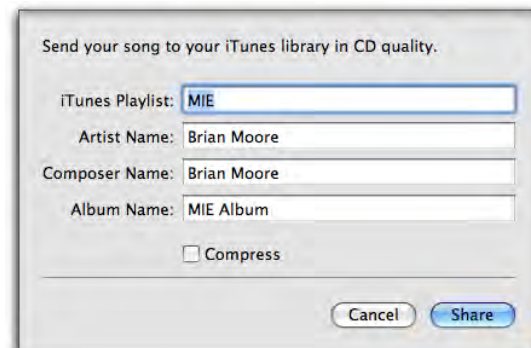 Send your song to your iTunes library in CD quality.
iTunes Playlist: MIE
Artist Name: Brian Moore
Composer Name: Brian Moore
Album Name: MIE Album
Compress
Cancel Share